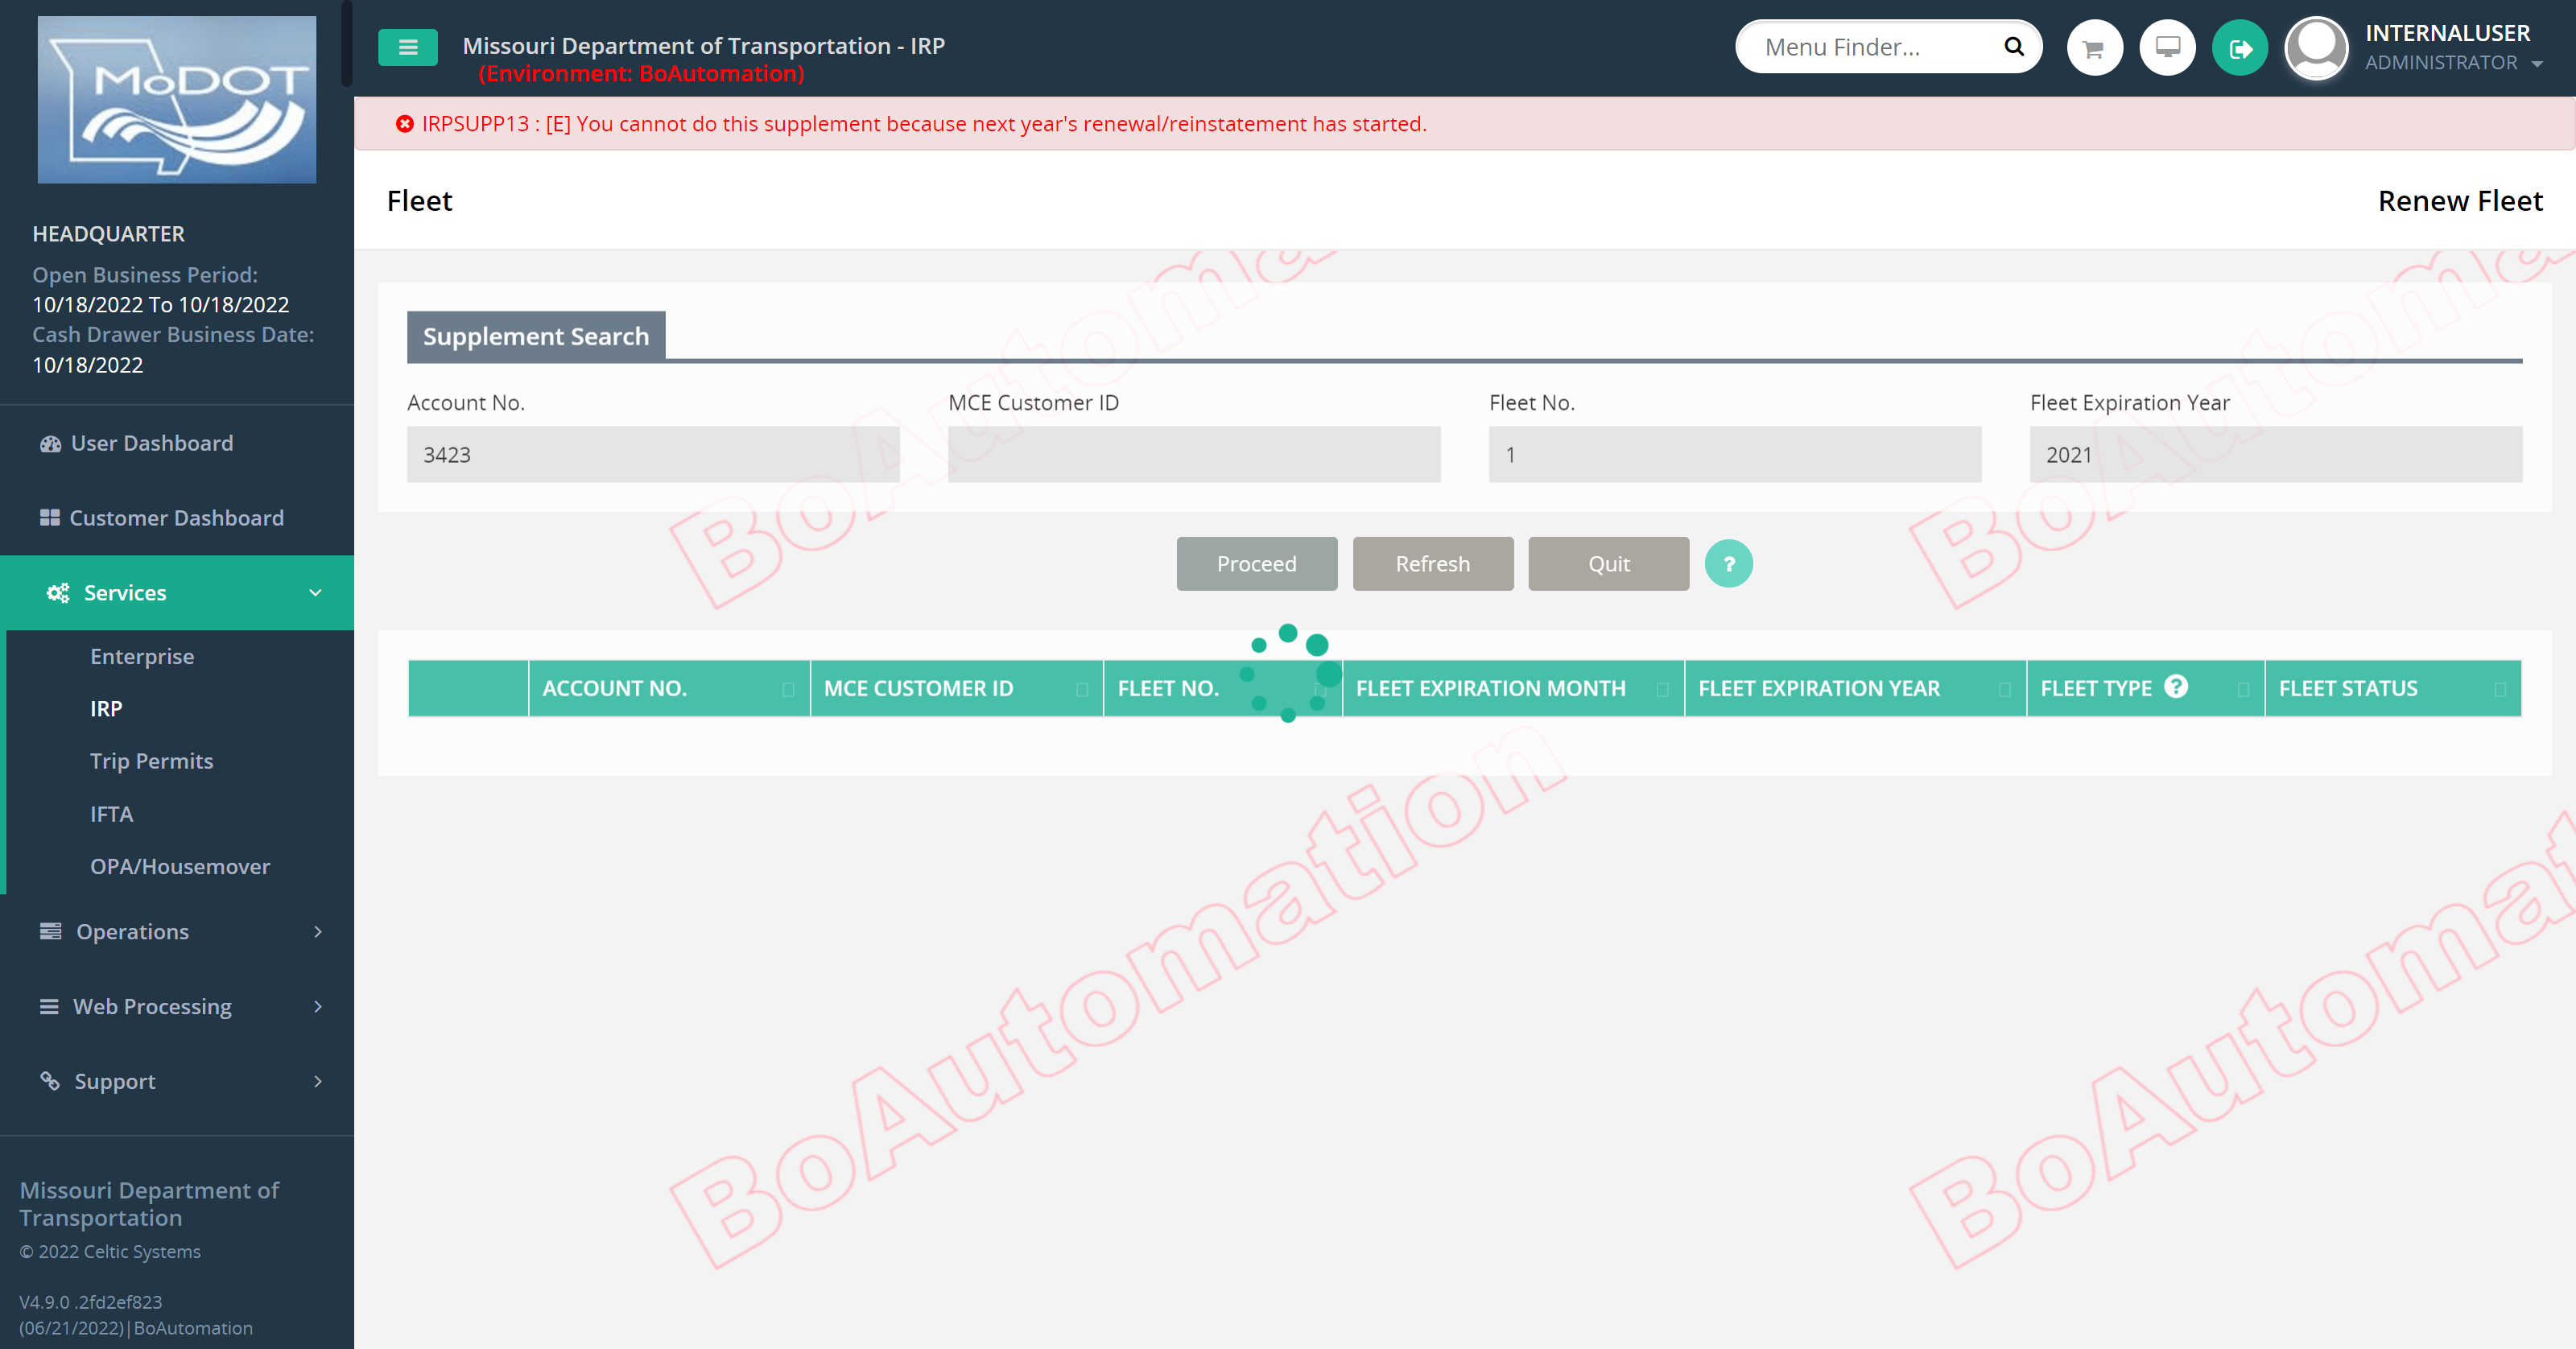 MoDOT
HEADQUARTER
Open Business Period:
10/18/2022 To 10/18/2022
Cash Drawer Business Date:
10/18/2022
User Dashboard
Customer Dashboard
Services
Enterprise
IRP
Trip Permits
IFTA
OPA/Housemover
Operations
Web Processing
Support
Missouri Department of
Transportation
© 2022 Celtic Systems
V4.9.0 .2fd2ef823
(06/21/2022)|BoAutomation
Missouri Department of Transportation - IRP
(Environment: BoAutomation)
Menu Finder...
INTERNALUSER
ADMINISTRATOR
IRPSUPP13 : [E] You cannot do this supplement because next year's renewal/reinstatement has started.
Fleet
Renew Fleet
Supplement Search
Account No. MCE Customer ID Fleet No. Fleet Expiration Year
3423 1 2021
Proceed Refresh Quit ?
ACCOUNT NO. MCE CUSTOMER ID FLEET NO. FLEET EXPIRATION MONTH FLEET EXPIRATION YEAR FLEET TYPE ? FLEET STATUS
BoAutoma
BoAutoma
BoAutomation
BoAutomat